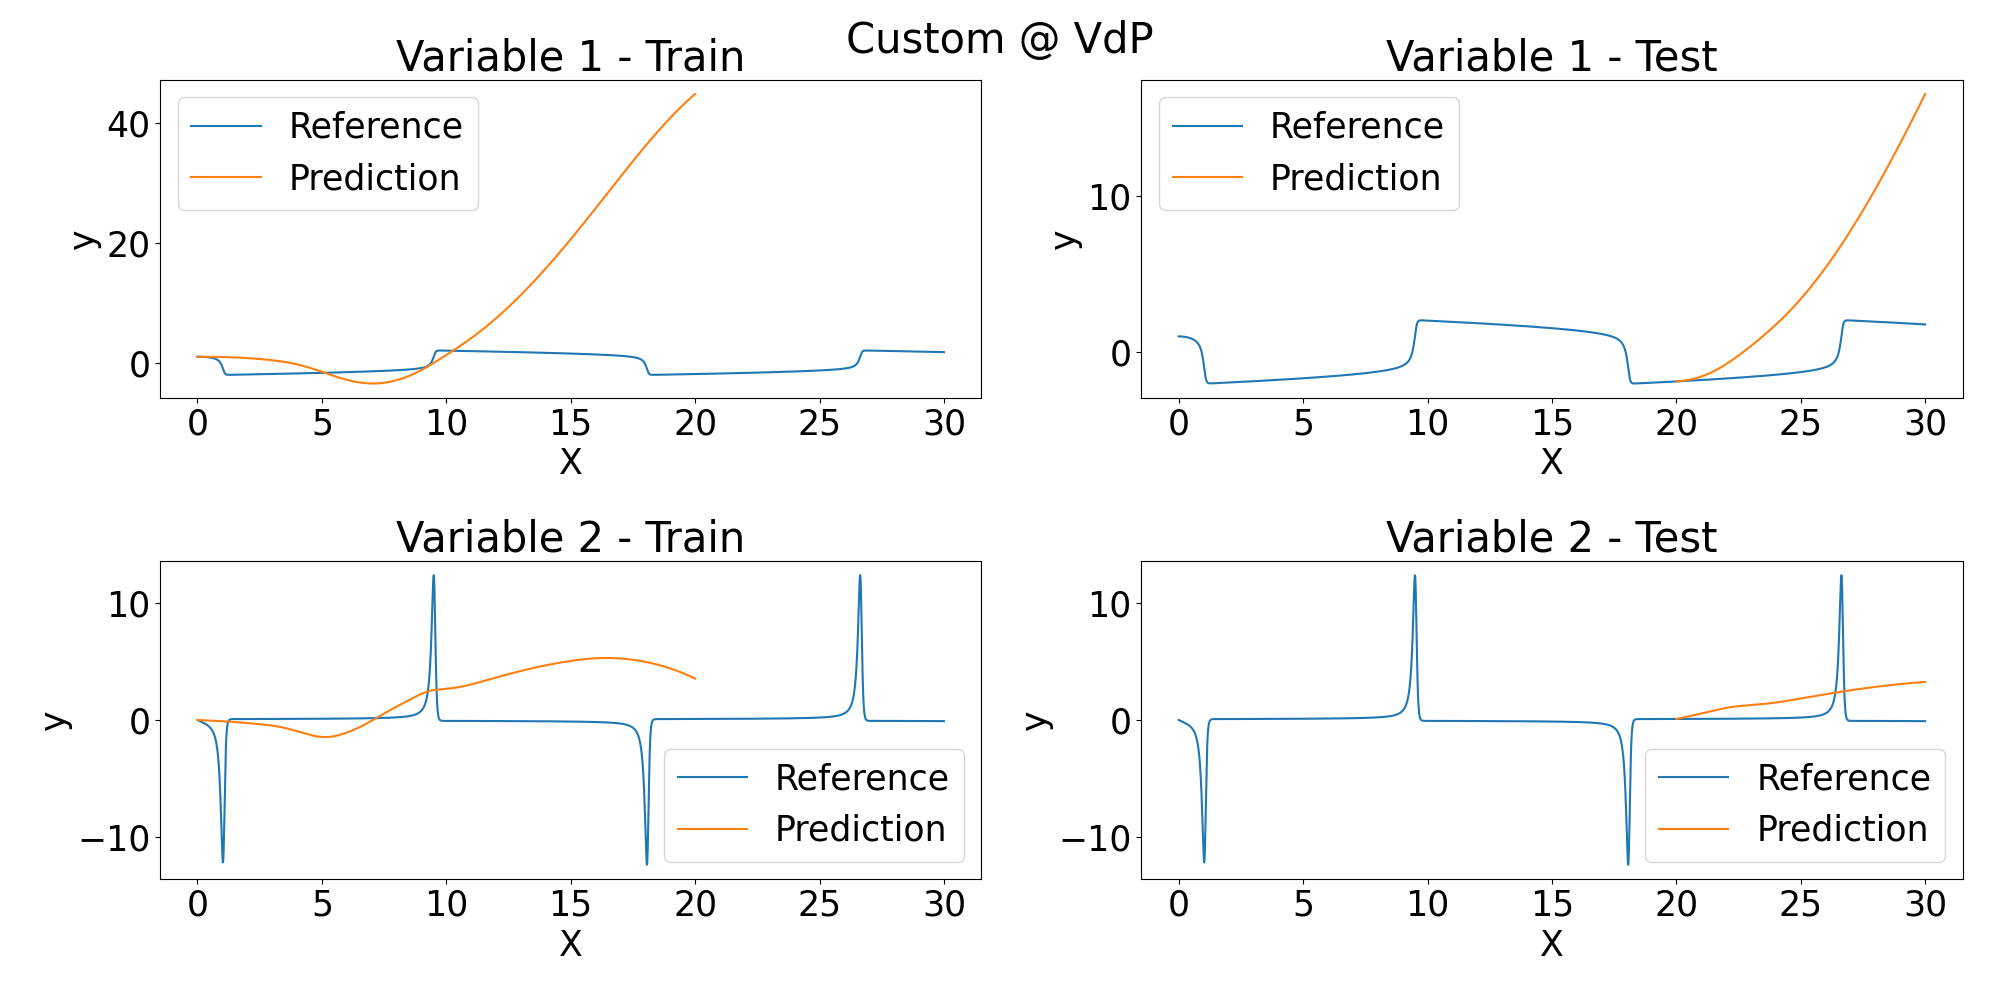 Custom @ VdP
Variable 1 - Train
Reference
Prediction
y
40
20
0
0 5 10 15 20 25 30
X
Variable 1 - Test
Reference
Prediction
y
10
0
0 5 10 15 20 25 30
X
Variable 2 - Train
y
10
0
−10
Reference
Prediction
0 5 10 15 20 25 30
X
Variable 2 - Test
y
10
0
−10
Reference
Prediction
0 5 10 15 20 25 30
X